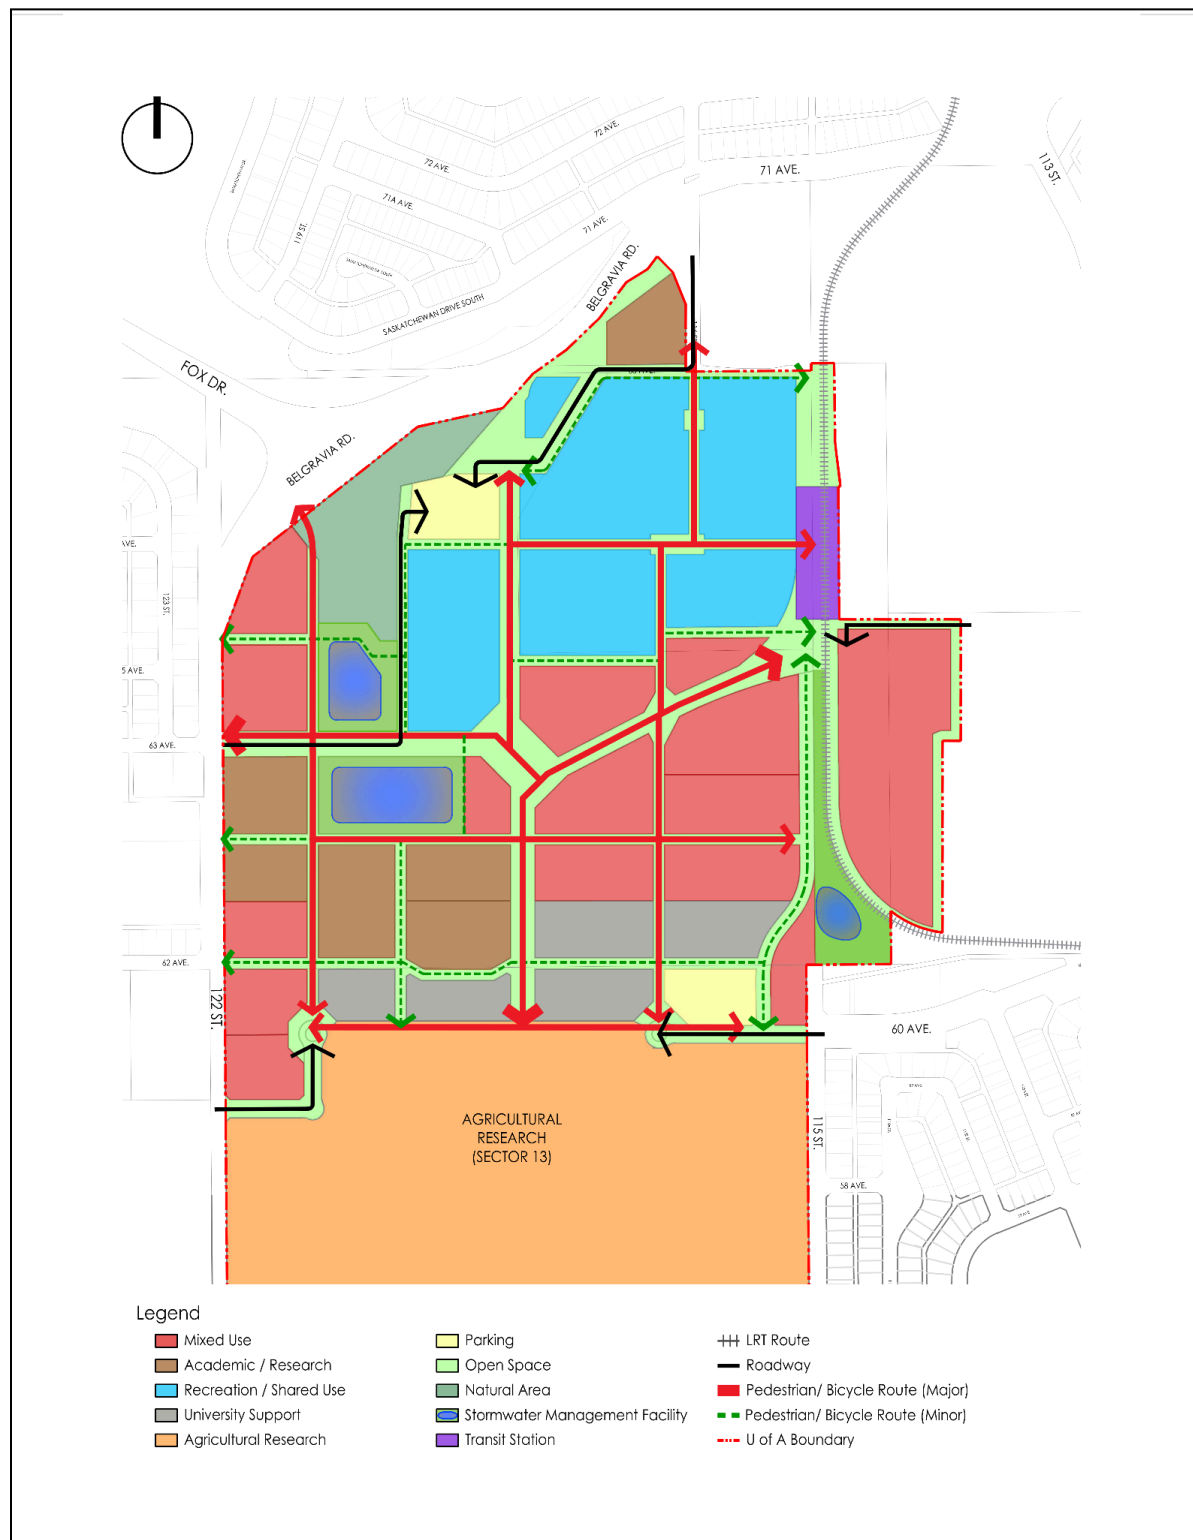 72 AVE.
72 AVE.
71 AVE.
113 ST.
71A AVE.
119 ST.
71 AVE.
BELGRAVIA RD.
SASKATCHEWAN DRIVE SOUTH
FOX DR.
BELGRAVIA RD.
AVE.
123 ST.
5 AVE.
63 AVE.
62 AVE.
122 ST.
60 AVE.
AGRICULTURAL
RESEARCH
(SECTOR 13)
115 ST.
58 AVE.
Legend
Mixed Use
Academic / Research
Recreation / Shared Use
University Support
Agricultural Research
Parking
Open Space
Natural Area
Stormwater Management Facility
Transit Station
LRT Route
Roadway
Pedestrian/ Bicycle Route (Major)
Pedestrian/ Bicycle Route (Minor)
U of A Boundary